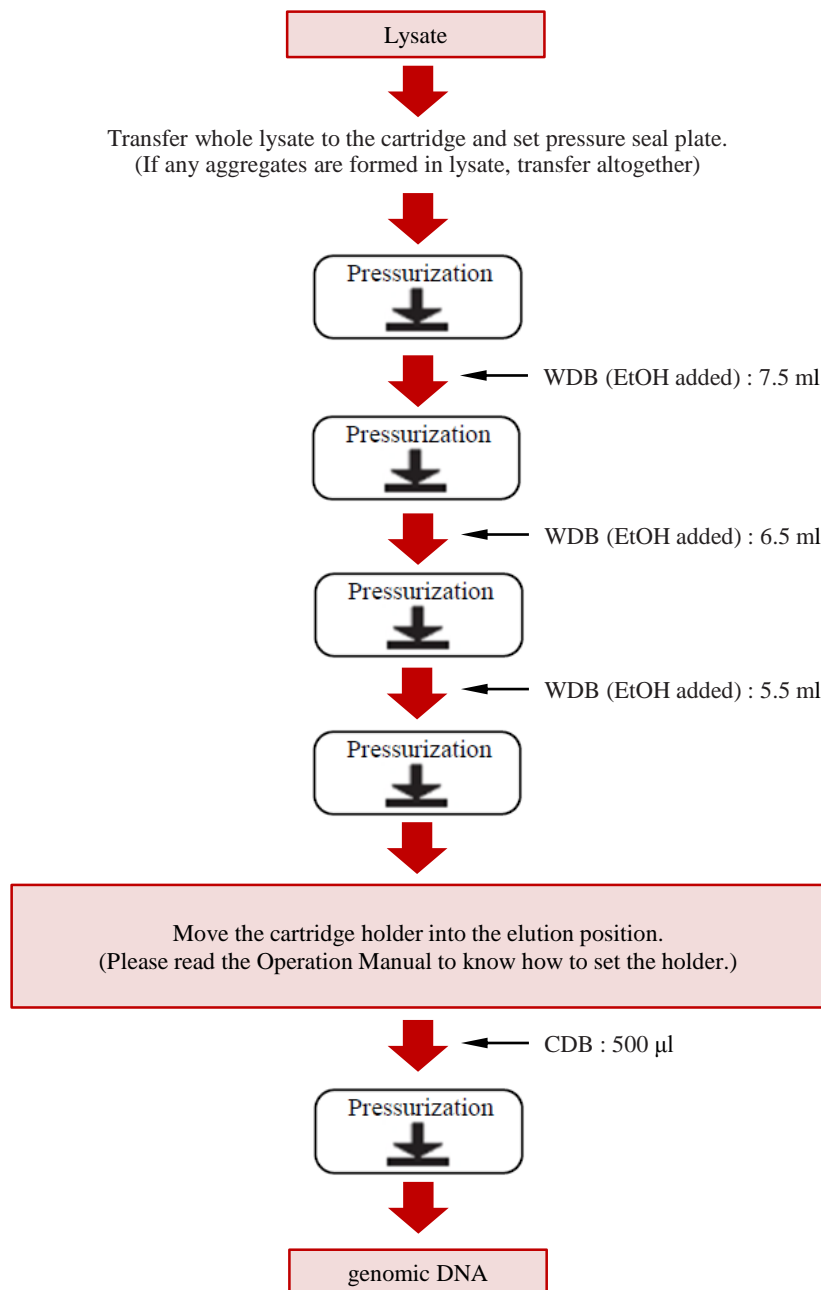 Lysate
Transfer whole lysate to the cartridge and set pressure seal plate.
(If any aggregates are formed in lysate, transfer altogether)
Pressurization
WDB (EtOH added) : 7.5 ml
Pressurization
WDB (EtOH added) : 6.5 ml
Pressurization
WDB (EtOH added) : 5.5 ml
Pressurization
Move the cartridge holder into the elution position.
(Please read the Operation Manual to know how to set the holder.)
CDB : 500 μl
Pressurization
genomic DNA